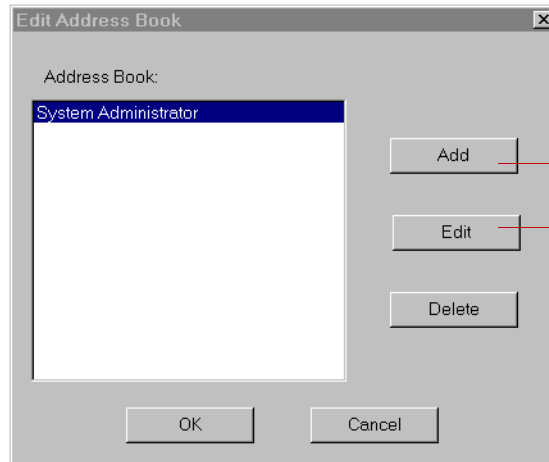 Edit Address Book
Address Book:
System Administrator
Add
Edit
Delete
OK
Cancel